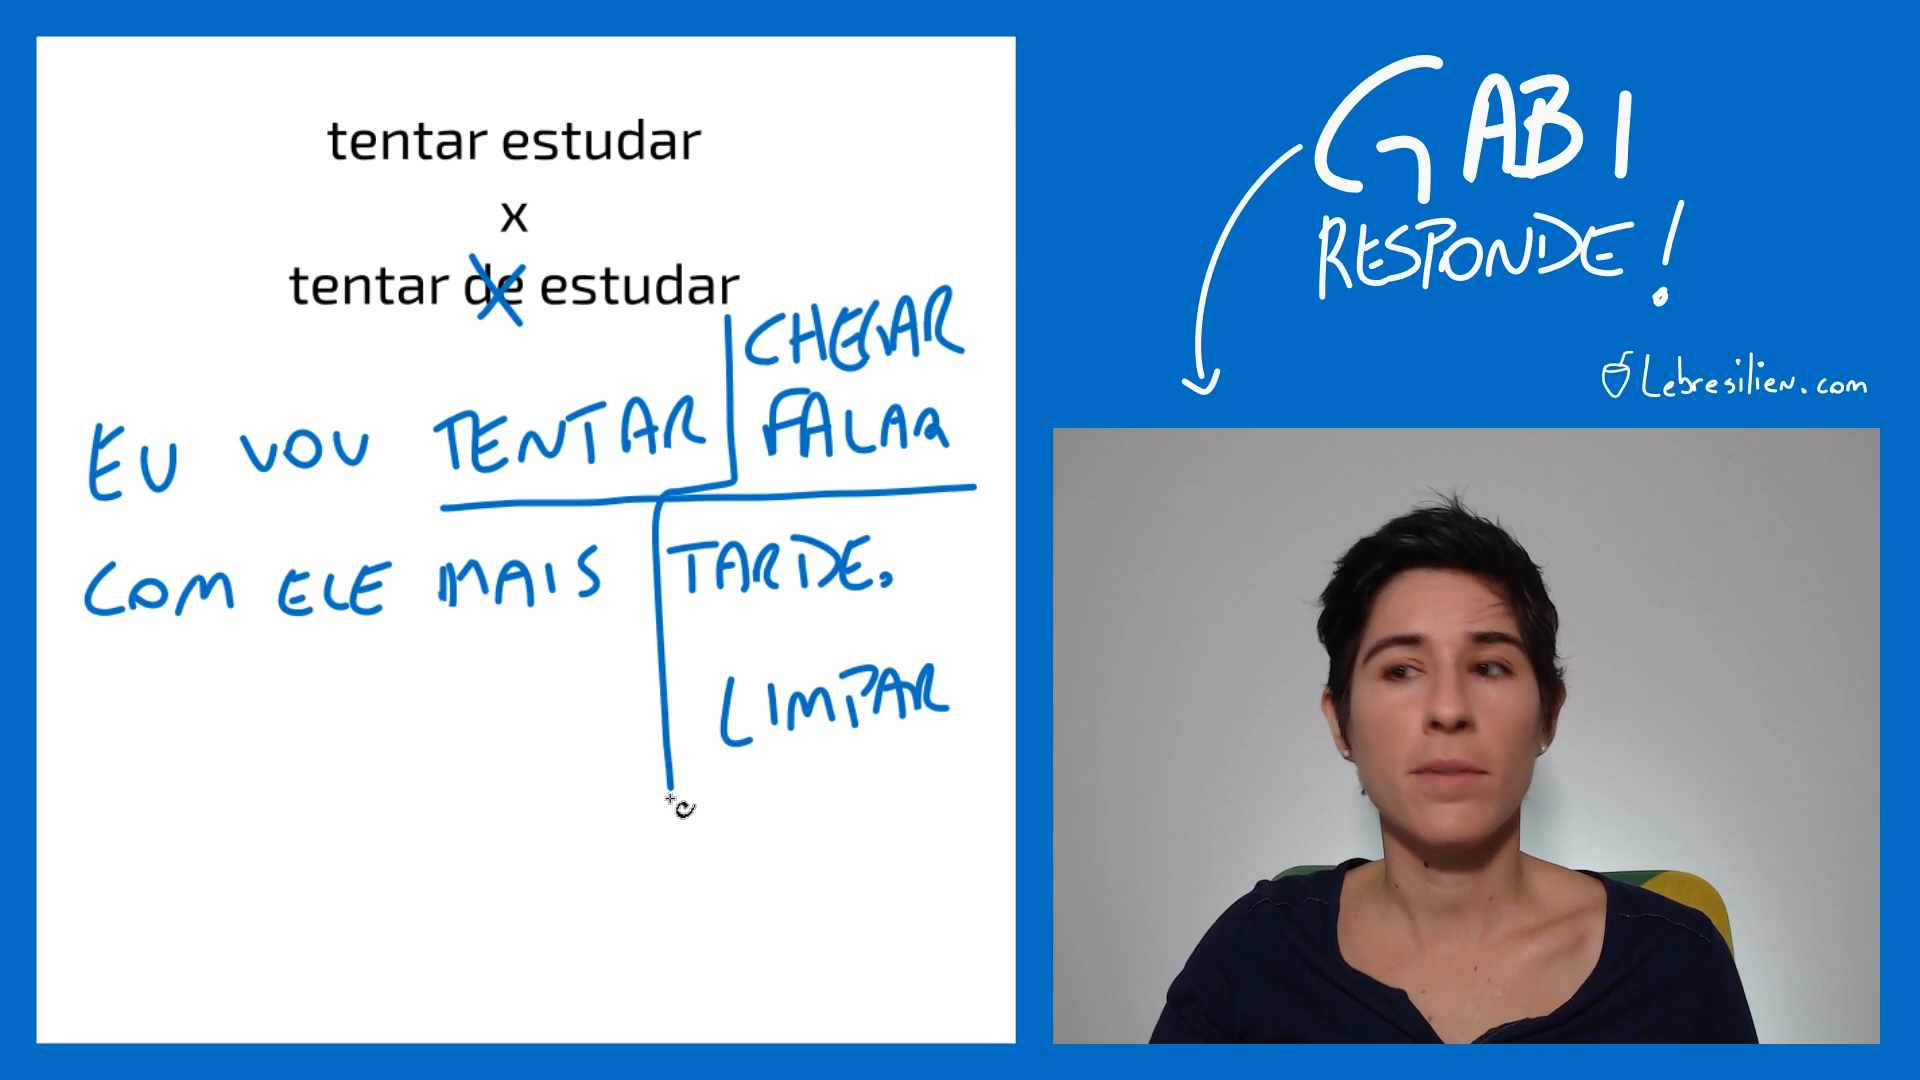 tentar estudar
x
tentar de estudar
CHEGAR
EU VOU TENTAR FALAR
COM ELE MAIS TARDE.
LIMPAR
GABI
RESPONDE!
Lebresilien.com